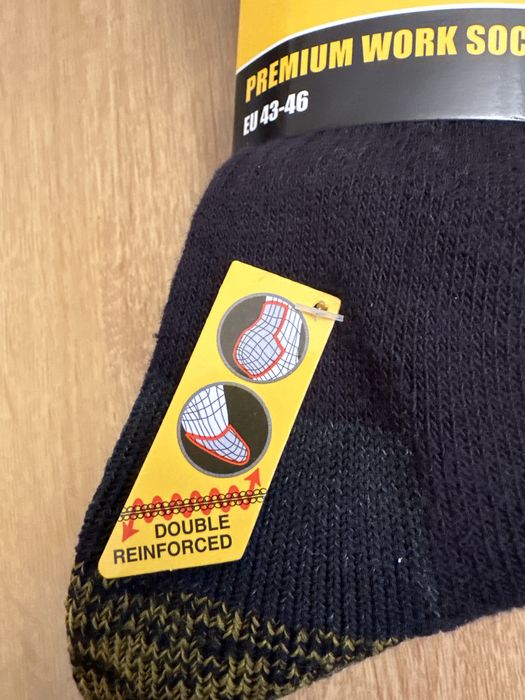 PREMIUM WORK SOC
EU 43-46
DOUBLE
REINFORCED